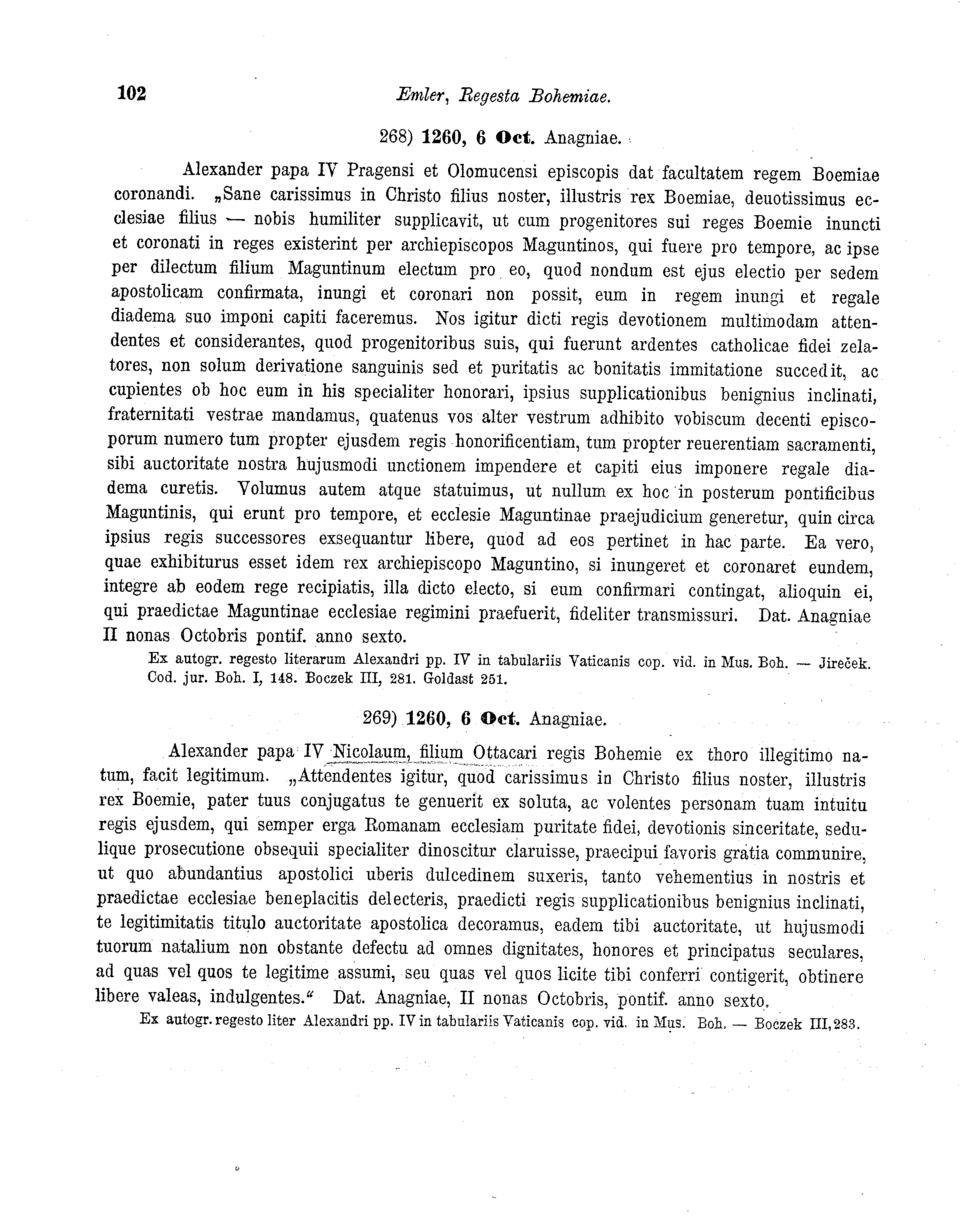 102 Emler, Regesta Bohemiae.
268) 1260, 6 Oct. Anagniae.
Alexander papa IV Pragensi et Olomucensi episcopis dat facultatem regem Boemiae
coronandi. „Sane carissimus in Christo filius noster, illustris rex Boemiae, deuotissimus ec-
clesiae filius — nobis humiliter supplicavit, ut cum progenitores sui reges Boemie inuncti
et coronati in reges existerint per archiepiscopos Maguntinos, qui fuere pro tempore, ac ipse
per dilectum filium Maguntinum electum pro eo, quod nondum est ejus electio per sedem
apostolicam confirmata, inungi et coronari non possit, eum in regem inungi et regale
diadema suo imponi capiti faceremus. Nos igitur dicti regis devotionem multimodam atten-
dentes et considerantes, quod progenitoribus suis, qui fuerunt ardentes catholicae fidei zela-
tores, non solum derivatione sanguinis sed et puritatis ac bonitatis immitatione succedit, ac
cupientes ob hoc eum in his specialiter honorari, ipsius supplicationibus benignius inclinati,
fraternitati vestrae mandamus, quatenus vos alter vestrum adhibito vobiscum decenti episco-
porum numero tum propter ejusdem regis honorificentiam, tum propter reuerentiam sacramenti,
sibi auctoritate nostra hujusmodi unctionem impendere et capiti eius imponere regale dia-
dema curetis. Volumus autem atque statuimus, ut nullum ex hoc in posterum pontificibus
Maguntinis, qui erunt pro tempore, et ecclesie Maguntinae praejudicium generetur, quin circa
ipsius regis successores exsequantur libere, quod ad eos pertinet in hac parte. Ea vero,
quae exhibiturus esset idem rex archiepiscopo Maguntino, si inungeret et coronaret eundem,
integre ab eodem rege recipiatis, illa dicto electo, si eum confirmari contingat, alioquin ei,
qui praedictae Maguntinae ecclesiae regimini praefuerit, fideliter transmissuri. Dat. Anagniae
II nonas Octobris pontif. anno sexto.
Ex autogr. regesto literarum Alexandri pp. IV in tabulariis Vaticanis cop. vid. in Mus. Boh. — Jireček.
Cod. jur. Boh. I, 148. Boczek III, 281. Goldast 251.
269) 1260, 6 Oct. Anagniae.
Alexander papa IV Nicolaum, filium Ottacari regis Bohemie ex thoro illegitimo na-
tum, facit legitimum. „Attendentes igitur, quod carissimus in Christo filius noster, illustris
rex Boemie, pater tuus conjugatus te genuerit ex soluta, ac volentes personam tuam intuitu
regis ejusdem, qui semper erga Romanam ecclesiam puritate fidei, devotionis sinceritate, sedu-
lique prosecutione obsequii specialiter dinoscitur claruisse, praecipui favoris gratia communire,
ut quo abundantius apostolici uberis dulcedinem suxeris, tanto vehementius in nostris et
praedictae ecclesiae beneplacitis delecteris, praedicti regis supplicationibus benignius inclinati,
te legitimitatis titulo auctoritate apostolica decoramus, eadem tibi auctoritate, ut hujusmodi
tuorum natalium non obstante defectu ad omnes dignitates, honores et principatus seculares,
ad quas vel quos te legitime assumi, seu quas vel quos licite tibi conferri contigerit, obtinere
libere valeas, indulgentes." Dat. Anagniae, II nonas Octobris, pontif. anno sexto.
Ex autogr. regesto liter Alexandri pp. IV in tabulariis Vaticanis cop. vid. in Mus. Boh. — Boczek III, 283.